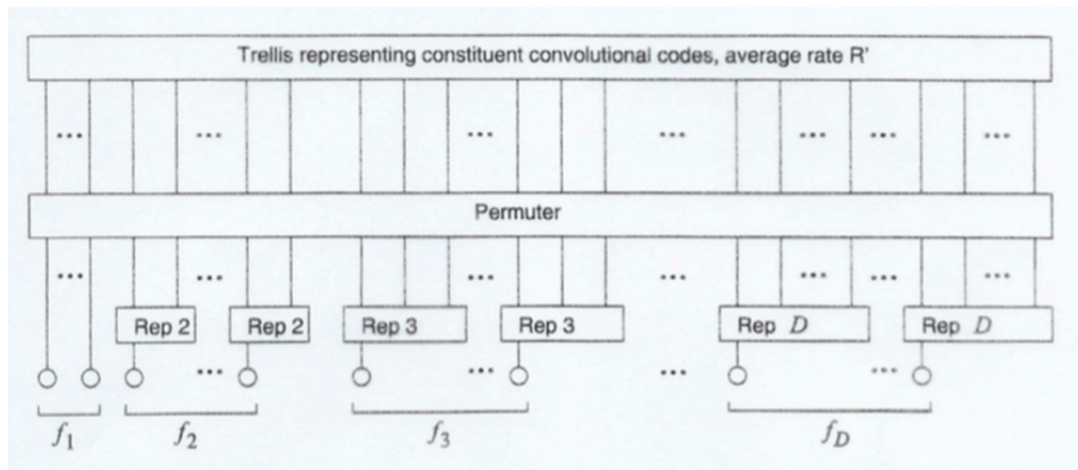 Trellis representing constituent convolutional codes, average rate R'
... ... ... ... ... ... ...
Permuter
... ... ... ... ... ... ...
Rep 2 Rep 2 Rep 3 Rep 3 Rep D Rep D
... ... ... ...
f1 f2 f3 fD